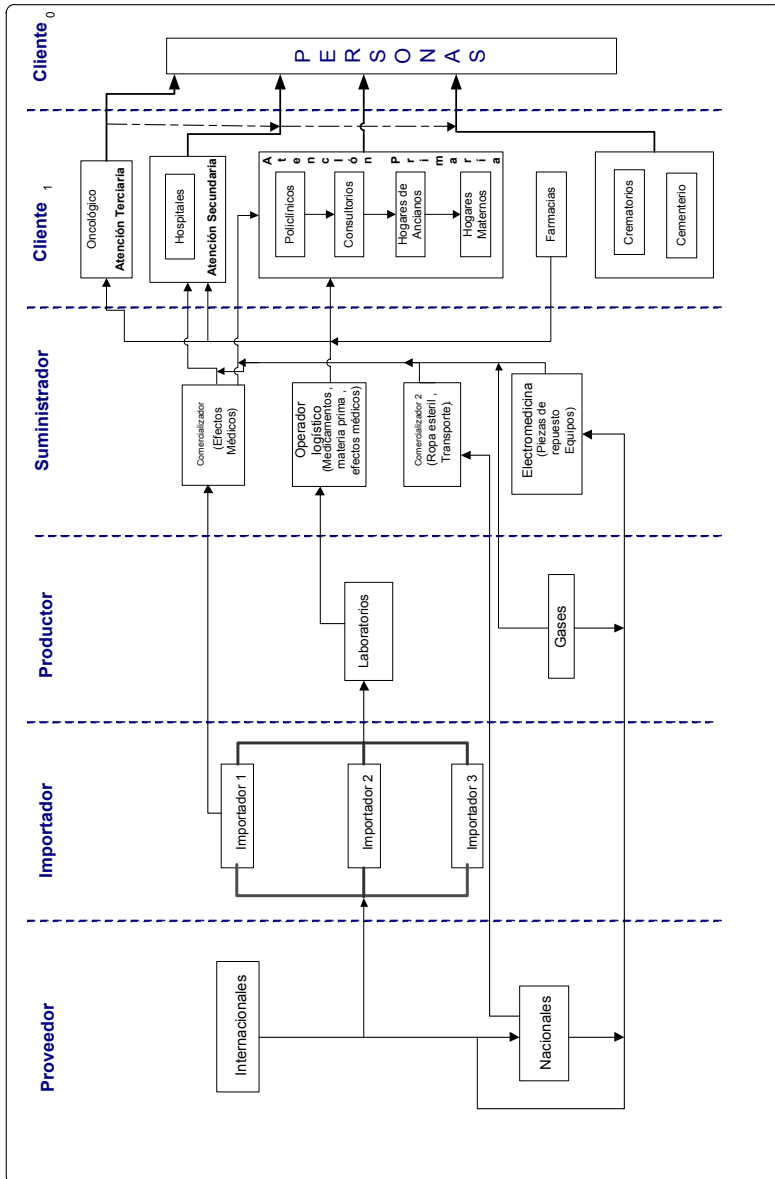 Proveedor
Importador
Productor
Suministrador
Cliente 1
Cliente 0
Internacionales
Nacionales
Importador 1
Importador 2
Importador 3
Laboratorios
Gases
Comercializador
(Efectos
Médicos)
Operador
logístico
(Medicamentos ,
materia prima ,
efectos médicos)
Comercializador 2
(Ropa esteril ,
Transporte)
Electromedicina
(Piezas de
repuesto
Equipos)
Oncológico
Atención Terciaria
Hospitales
Atención Secundaria
Atención Primaria
Policlínicos
Consultorios
Hogares de
Ancianos
Hogares
Maternos
Farmacias
Crematorios
Cementerio
PERSONAS